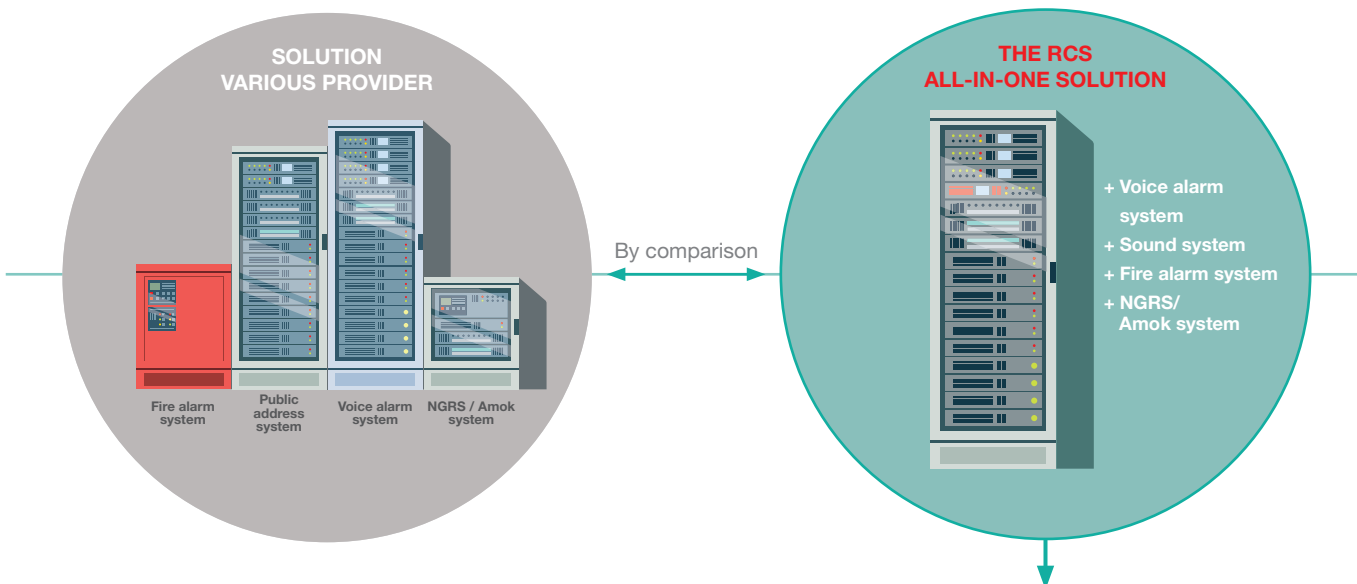 SOLUTION
VARIOUS PROVIDER
Fire alarm
system
Public
address
system
Voice alarm
system
NGRS / Amok
system
By comparison
THE RCS
ALL-IN-ONE SOLUTION
+ Voice alarm
system
+ Sound system
+ Fire alarm system
+ NGRS/
Amok system